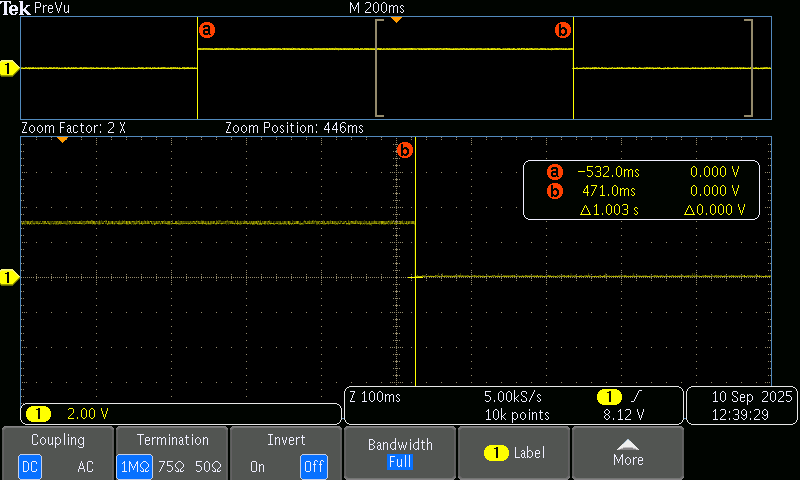 Tek PreVu M 200ms
a b
1
Zoom Factor: 2 X Zoom Position: 446ms
b
a -532.0ms 0.000 V
b 471.0ms 0.000 V
△1.003 s △0.000 V
1
Z 100ms 5.00kS/s 1 10 Sep 2025
1 2.00 V 10k points 8.12 V 12:39:29
Coupling Termination Invert Bandwidth 1 Label More
DC AC 1MΩ 75Ω 50Ω On Off Full